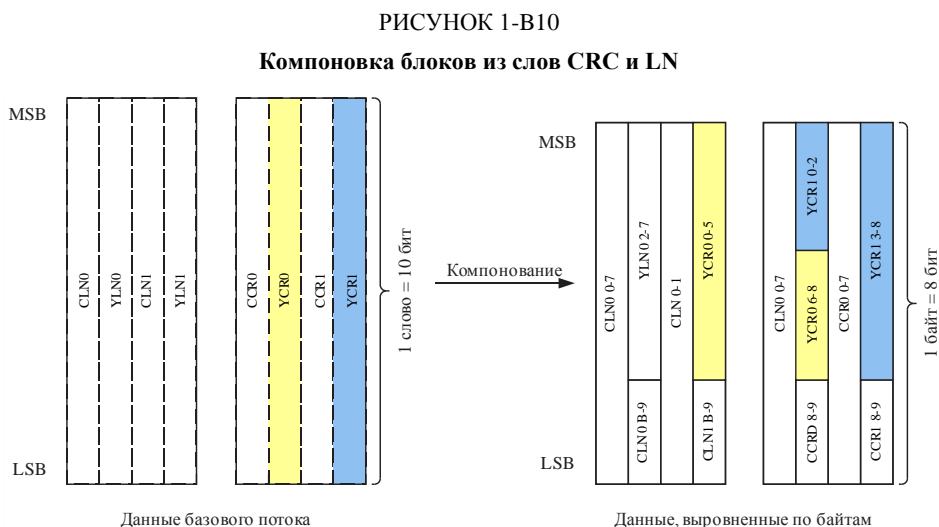 РИСУНОК 1-B10
Компоновка блоков из слов CRC и LN
MSB
LSB
CLN0
YLN0
CLN1
YLN1
CCR0
YCR0
CCR1
YCR1
1 слово = 10 бит
Компонование
MSB
LSB
CLN0 0-7
YLN0 2-7
CLN0 B-9
CLN 0-1
YCR0 0-5
CLN1 B-9
CLN0 0-7
YCR1 0-2
YCR0 6-8
CCRD 8-9
CCR0 0-7
YCR1 3-8
CCR1 8-9
1 байт = 8 бит
Данные базового потока
Данные, выровненные по байтам